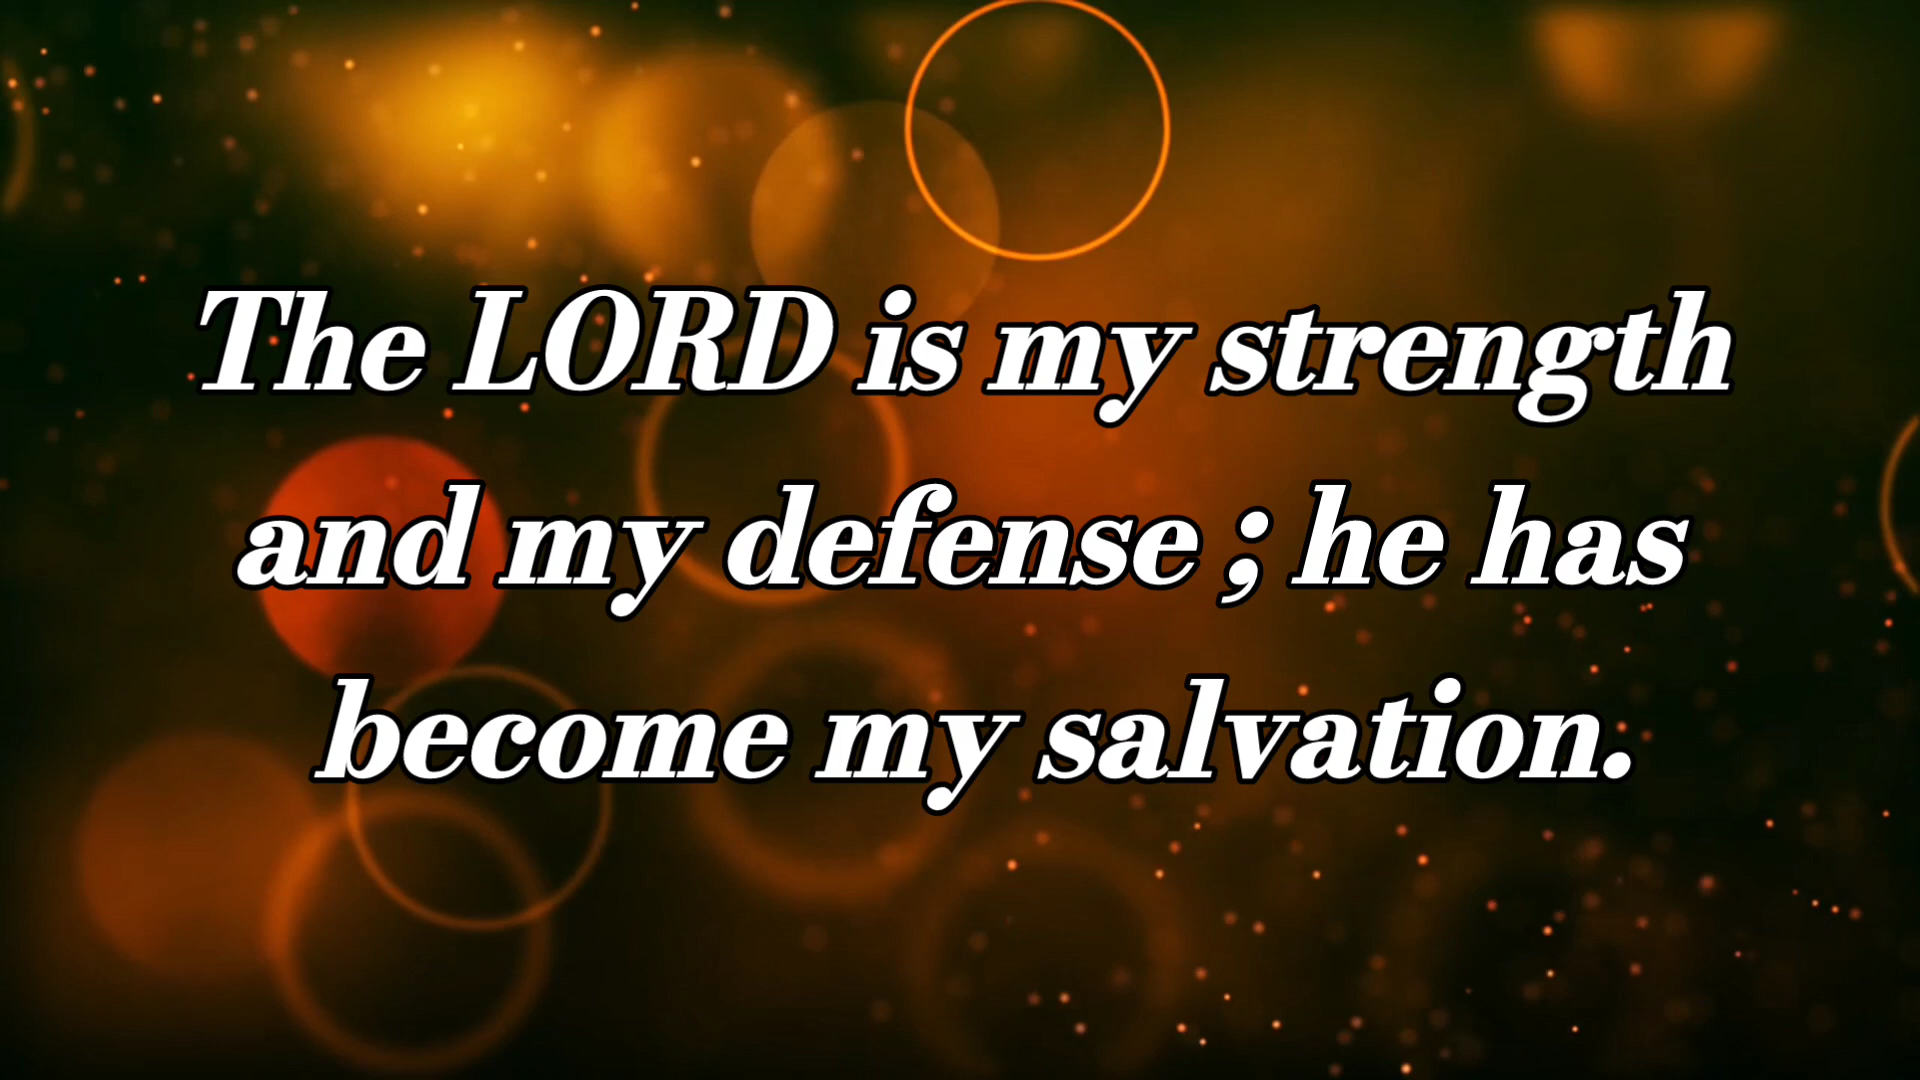 The LORD is my strength
and my defense ; he has
become my salvation.